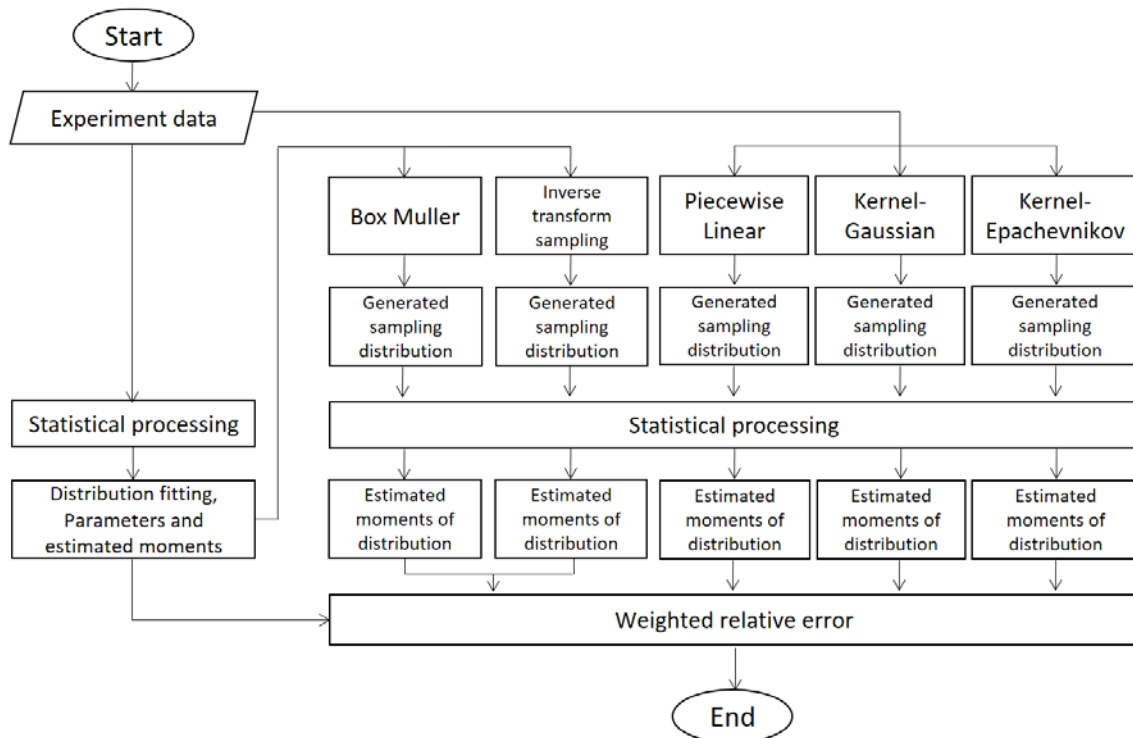 Start
Experiment data
Box Muller
Inverse
transform
sampling
Piecewise
Linear
Kernel-
Gaussian
Kernel-
Epachevnikov
Generated
sampling
distribution
Generated
sampling
distribution
Generated
sampling
distribution
Generated
sampling
distribution
Generated
sampling
distribution
Statistical processing
Statistical processing
Distribution fitting,
Parameters and
estimated moments
Estimated
moments of
distribution
Estimated
moments of
distribution
Estimated
moments of
distribution
Estimated
moments of
distribution
Estimated
moments of
distribution
Weighted relative error
End